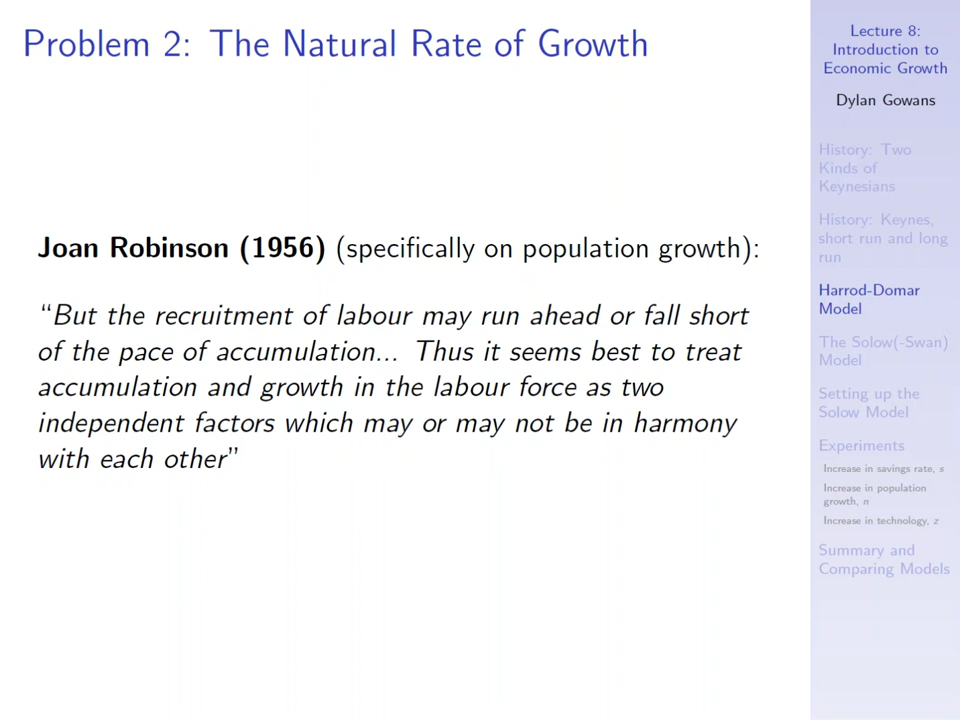 Problem 2: The Natural Rate of Growth
Joan Robinson (1956) (specifically on population growth):
“But the recruitment of labour may run ahead or fall short
of the pace of accumulation... Thus it seems best to treat
accumulation and growth in the labour force as two
independent factors which may or may not be in harmony
with each other”
Lecture 8:
Introduction to
Economic Growth
Dylan Gowans
History: Two
Kinds of
Keynesians
History: Keynes,
short run and long
run
Harrod-Domar
Model
The Solow(-Swan)
Model
Setting up the
Solow Model
Experiments
Increase in savings rate, s
Increase in population
growth, n
Increase in technology, z
Summary and
Comparing Models